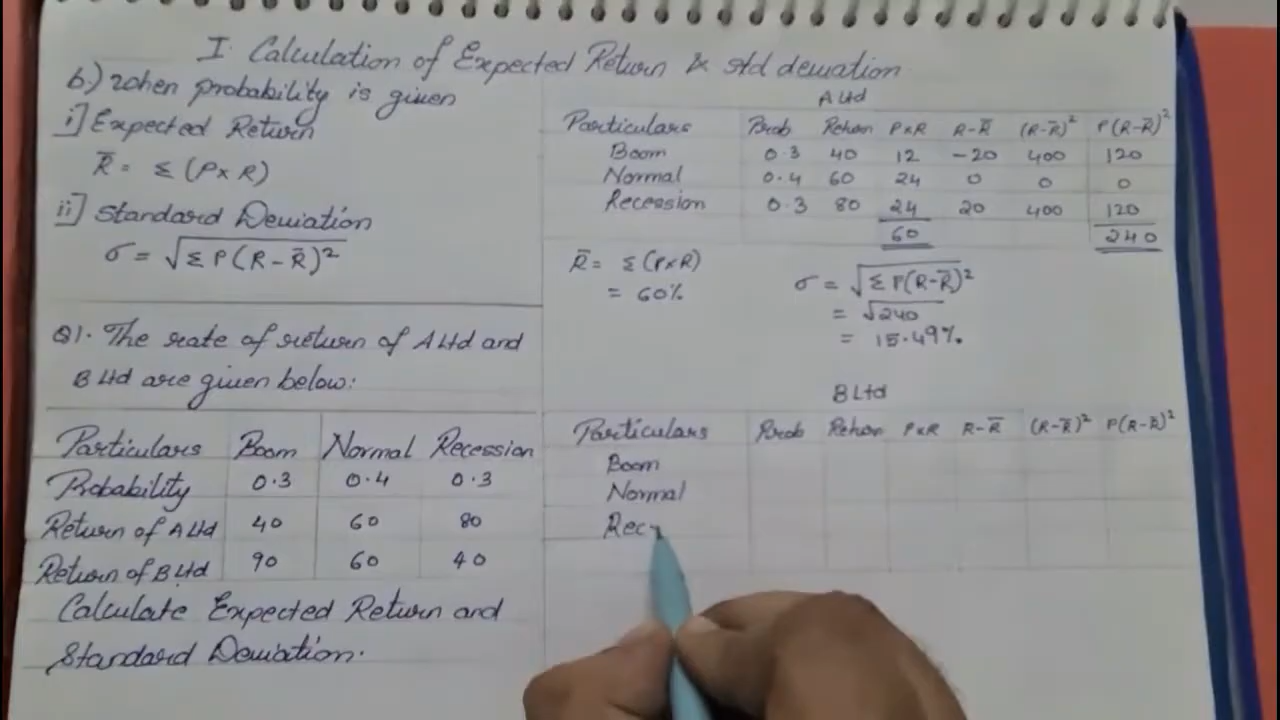 I. Calculation of Expected Return & std deviation
b.) when probability is given
i] Expected Return
R̄ = Σ (P×R)
ii] Standard Deviation
σ = √Σ P(R-R̄)²
Q1. The rate of return of A Ltd and
B Ltd are given below:
Particulars Boom Normal Recession
Probability 0.3 0.4 0.3
Return of A Ltd 40 60 80
Return of B Ltd 90 60 40
Calculate Expected Return and
Standard Deviation.
A Ltd
Particulars Prob Return P×R R-R̄ (R-R̄)² P(R-R̄)²
Boom 0.3 40 12 -20 400 120
Normal 0.4 60 24 0 0 0
Recession 0.3 80 24 20 400 120
60 240
R̄ = Σ (P×R)
= 60%
σ = √Σ P(R-R̄)²
= √240
= 15.49%
B Ltd
Particulars Prob Return P×R R-R̄ (R-R̄)² P(R-R̄)²
Boom
Normal
Rec